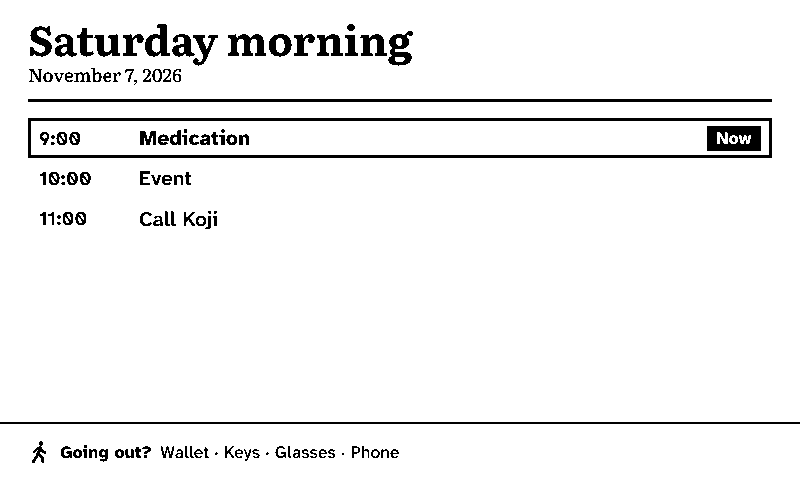 Saturday morning
November 7, 2026
9:00 Medication Now
10:00 Event
11:00 Call Koji
Going out? Wallet · Keys · Glasses · Phone